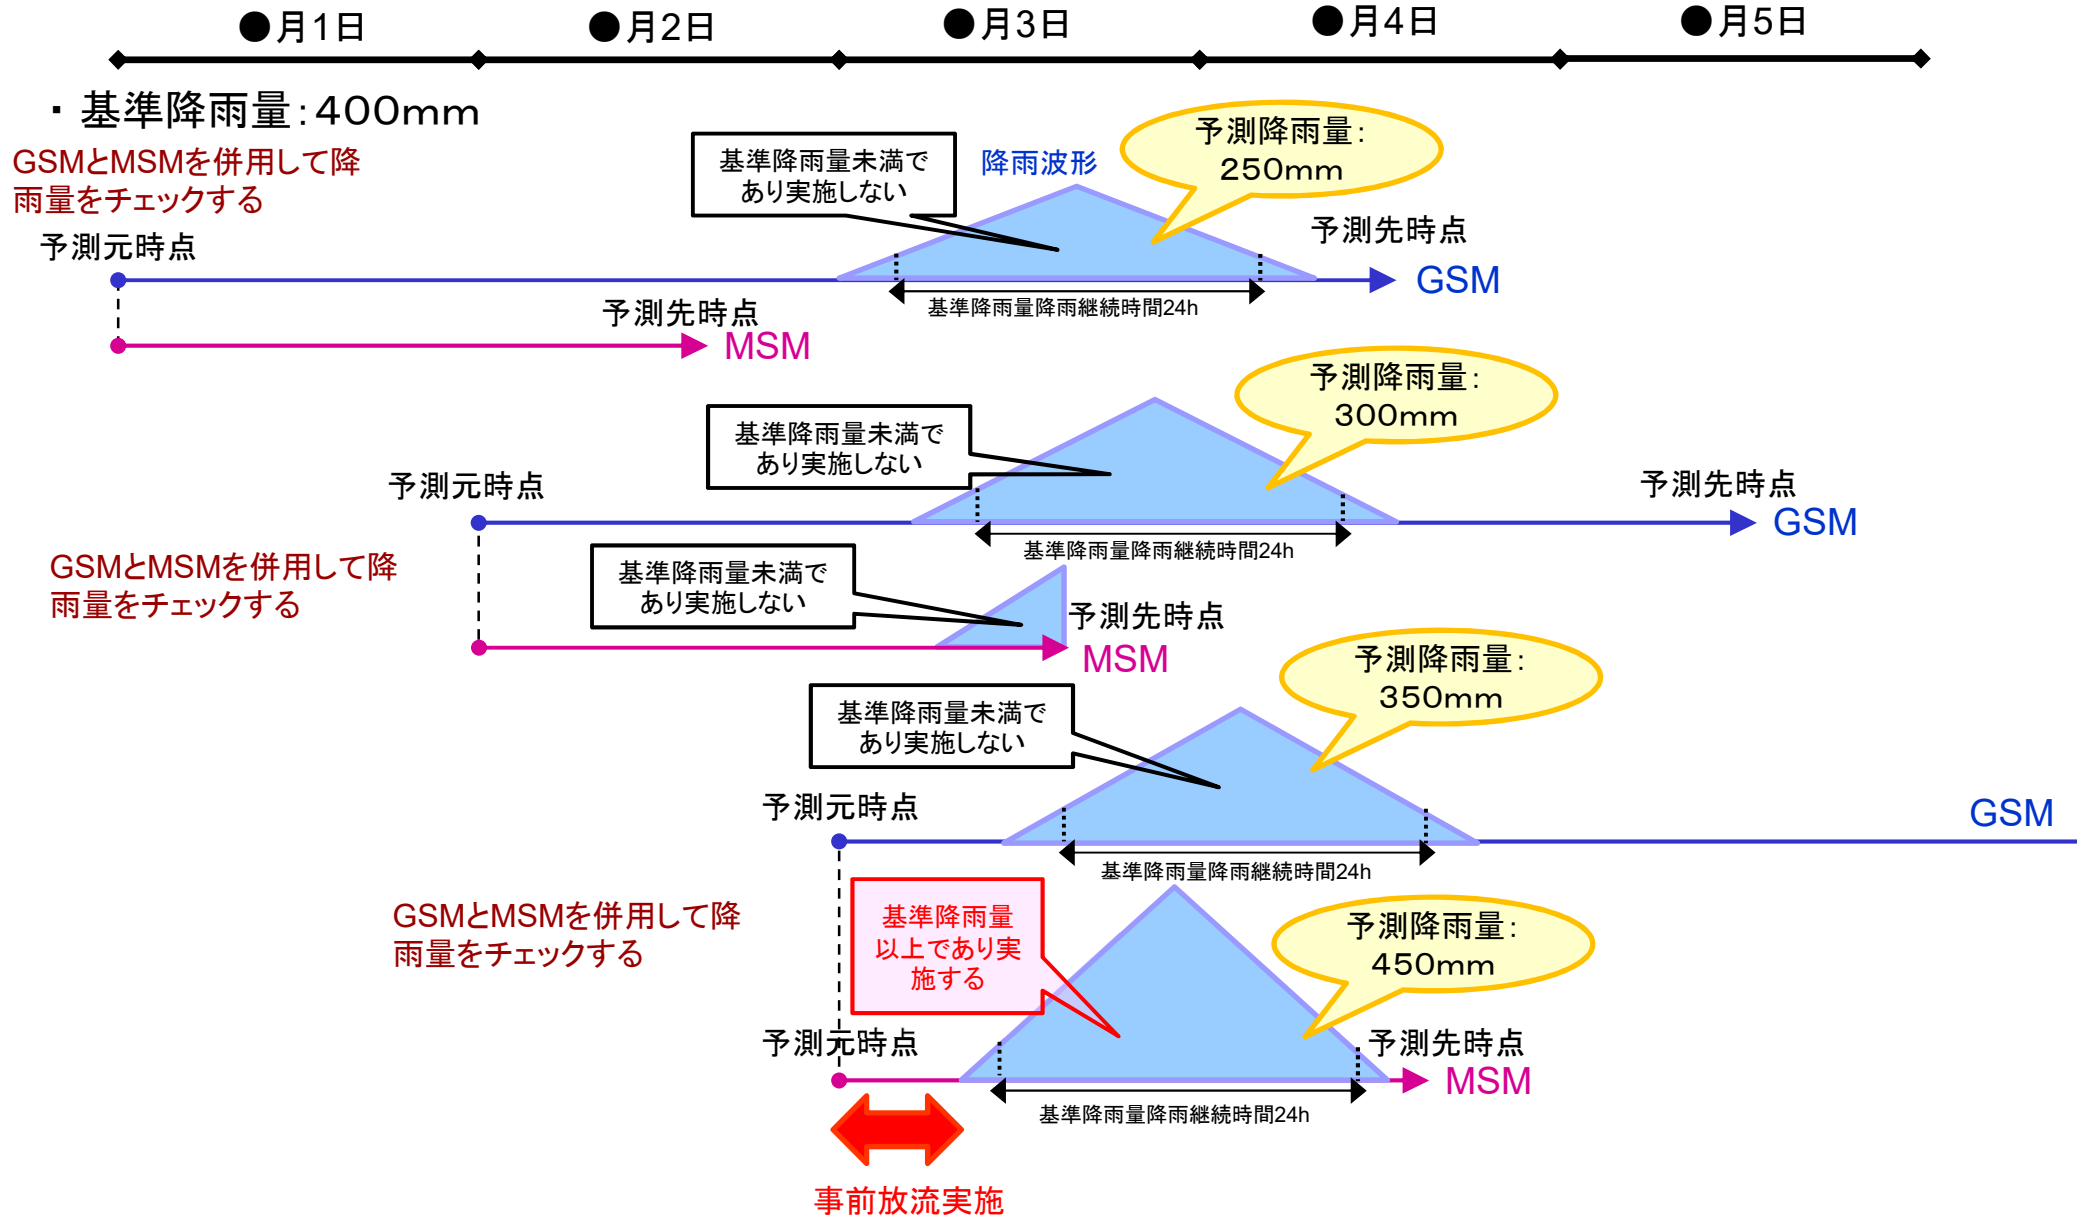 ●月1日
●月2日
●月3日
●月4日
●月5日
・基準降雨量:400mm
GSMとMSMを併用して降
雨量をチェックする
基準降雨量未満で
あり実施しない
降雨波形
予測降雨量:
250mm
予測元時点
予測先時点
GSM
基準降雨量降雨継続時間24h
予測先時点
MSM
予測降雨量:
300mm
基準降雨量未満で
あり実施しない
予測元時点
予測先時点
GSM
基準降雨量降雨継続時間24h
GSMとMSMを併用して降
雨量をチェックする
基準降雨量未満で
あり実施しない
予測先時点
MSM
予測降雨量:
350mm
基準降雨量未満で
あり実施しない
予測元時点
GSM
基準降雨量降雨継続時間24h
GSMとMSMを併用して降
雨量をチェックする
基準降雨量
以上であり実
施する
予測降雨量:
450mm
予測元時点
予測先時点
MSM
基準降雨量降雨継続時間24h
事前放流実施